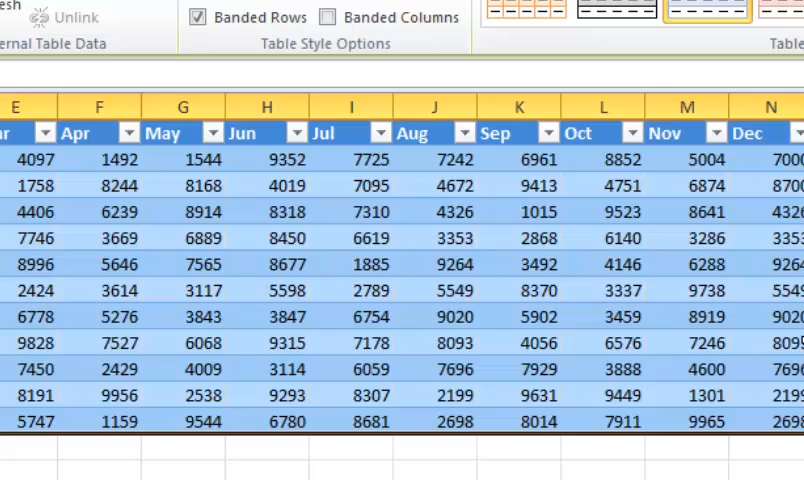 esh
Unlink
Banded Rows Banded Columns
ernal Table Data Table Style Options Table
E F G H I J K L M N
ar Apr May Jun Jul Aug Sep Oct Nov Dec
4097 1492 1544 9352 7725 7242 6961 8852 5004 7000
1758 8244 8168 4019 7095 4672 9413 4751 6874 8700
4406 6239 8914 8318 7310 4326 1015 9523 8641 4326
7746 3669 6889 8450 6619 3353 2868 6140 3286 3353
8996 5646 7565 8677 1885 9264 3492 4146 6288 9264
2424 3614 3117 5598 2789 5549 8370 3337 9738 5549
6778 5276 3843 3847 6754 9020 5902 3459 8919 9020
9828 7527 6068 9315 7178 8093 4056 6576 7246 8093
7450 2429 4009 3114 6059 7696 7929 3888 4600 7696
8191 9956 2538 9293 8307 2199 9631 9449 1301 2199
5747 1159 9544 6780 8681 2698 8014 7911 9965 2698